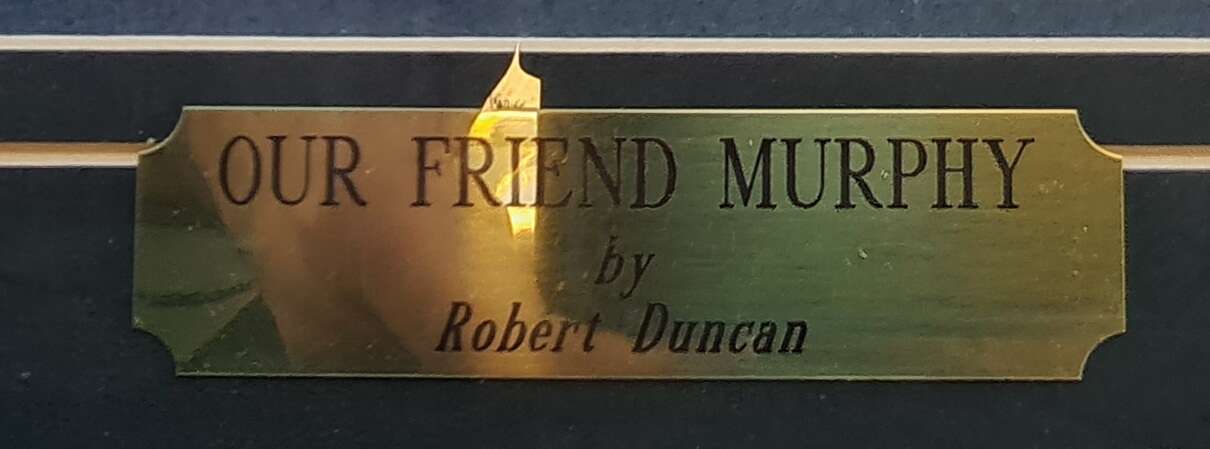 OUR FRIEND MURPHY
by
Robert Duncan